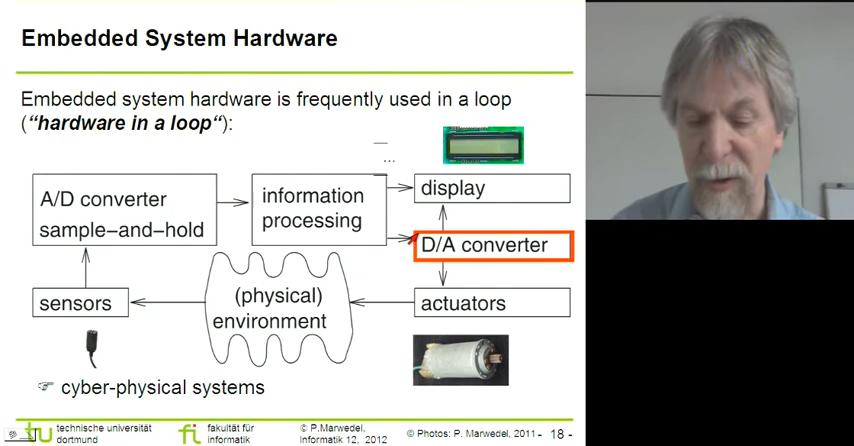 Embedded System Hardware
Embedded system hardware is frequently used in a loop
(“hardware in a loop“):
...
A/D converter
sample−and−hold
information
processing
display
D/A converter
sensors
(physical)
environment
actuators
☞ cyber-physical systems
tu technische universität
dortmund
fi fakultät für
informatik
© P.Marwedel,
Informatik 12, 2012
© Photos: P. Marwedel, 2011
- 18 -